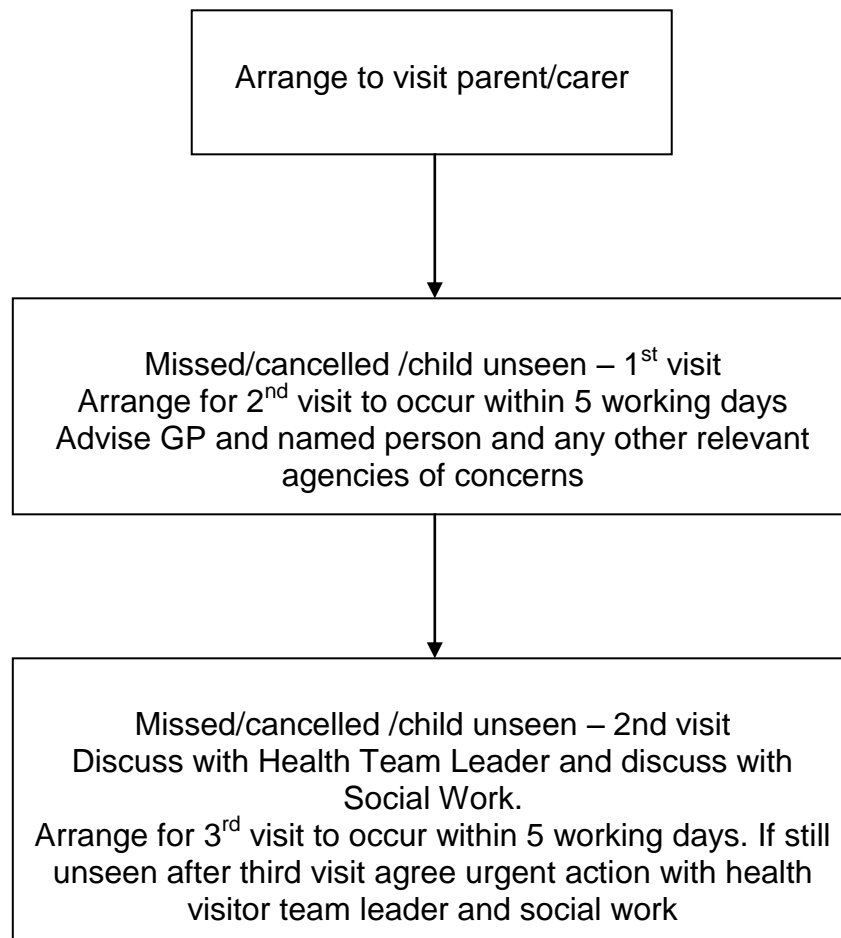 Arrange to visit parent/carer
Missed/cancelled /child unseen – 1st visit
Arrange for 2nd visit to occur within 5 working days
Advise GP and named person and any other relevant
agencies of concerns
Missed/cancelled /child unseen – 2nd visit
Discuss with Health Team Leader and discuss with
Social Work.
Arrange for 3rd visit to occur within 5 working days. If still
unseen after third visit agree urgent action with health
visitor team leader and social work